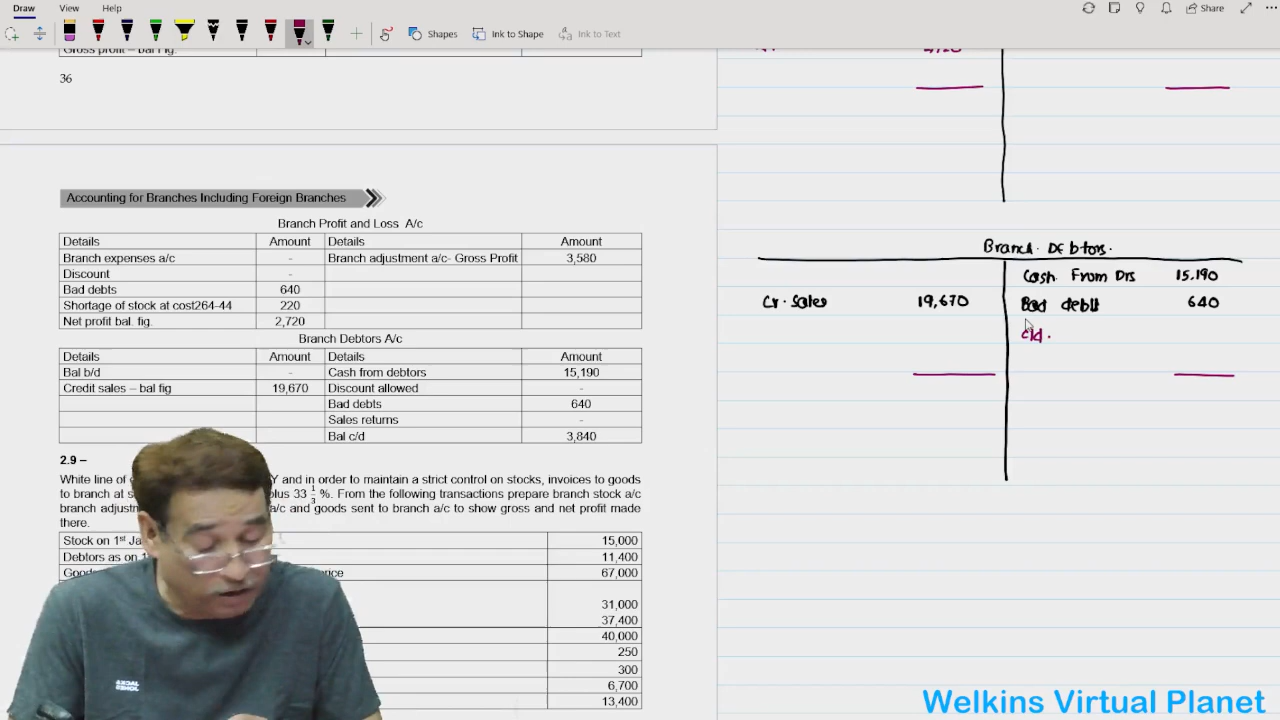 Draw View Help
Share
Shapes Ink to Shape Ink to Text
Gross profit – bal Fig.
36
Accounting for Branches Including Foreign Branches
Branch Profit and Loss A/c
Details Amount Details Amount
Branch expenses a/c - Branch adjustment a/c- Gross Profit 3,580
Discount -
Bad debts 640
Shortage of stock at cost264-44 220
Net profit bal. fig. 2,720
Branch Debtors A/c
Details Amount Details Amount
Bal b/d - Cash from debtors 15,190
Credit sales – bal fig 19,670 Discount allowed -
Bad debts 640
Sales returns -
Bal c/d 3,840
2.9 –
White line of Y and in order to maintain a strict control on stocks, invoices to goods
to branch at s plus 33 1/3 %. From the following transactions prepare branch stock a/c
branch adjustm a/c and goods sent to branch a/c to show gross and net profit made
there.
Stock on 1st Ja 15,000
Debtors as on 1 11,400
Goods rice 67,000
31,000
37,400
40,000
250
300
6,700
13,400
Branch Debtors.
Cash From Drs 15,190
Cr. Sales 19,670 Bad debts 640
c/d.
JACK &
JONES
Welkins Virtual Planet